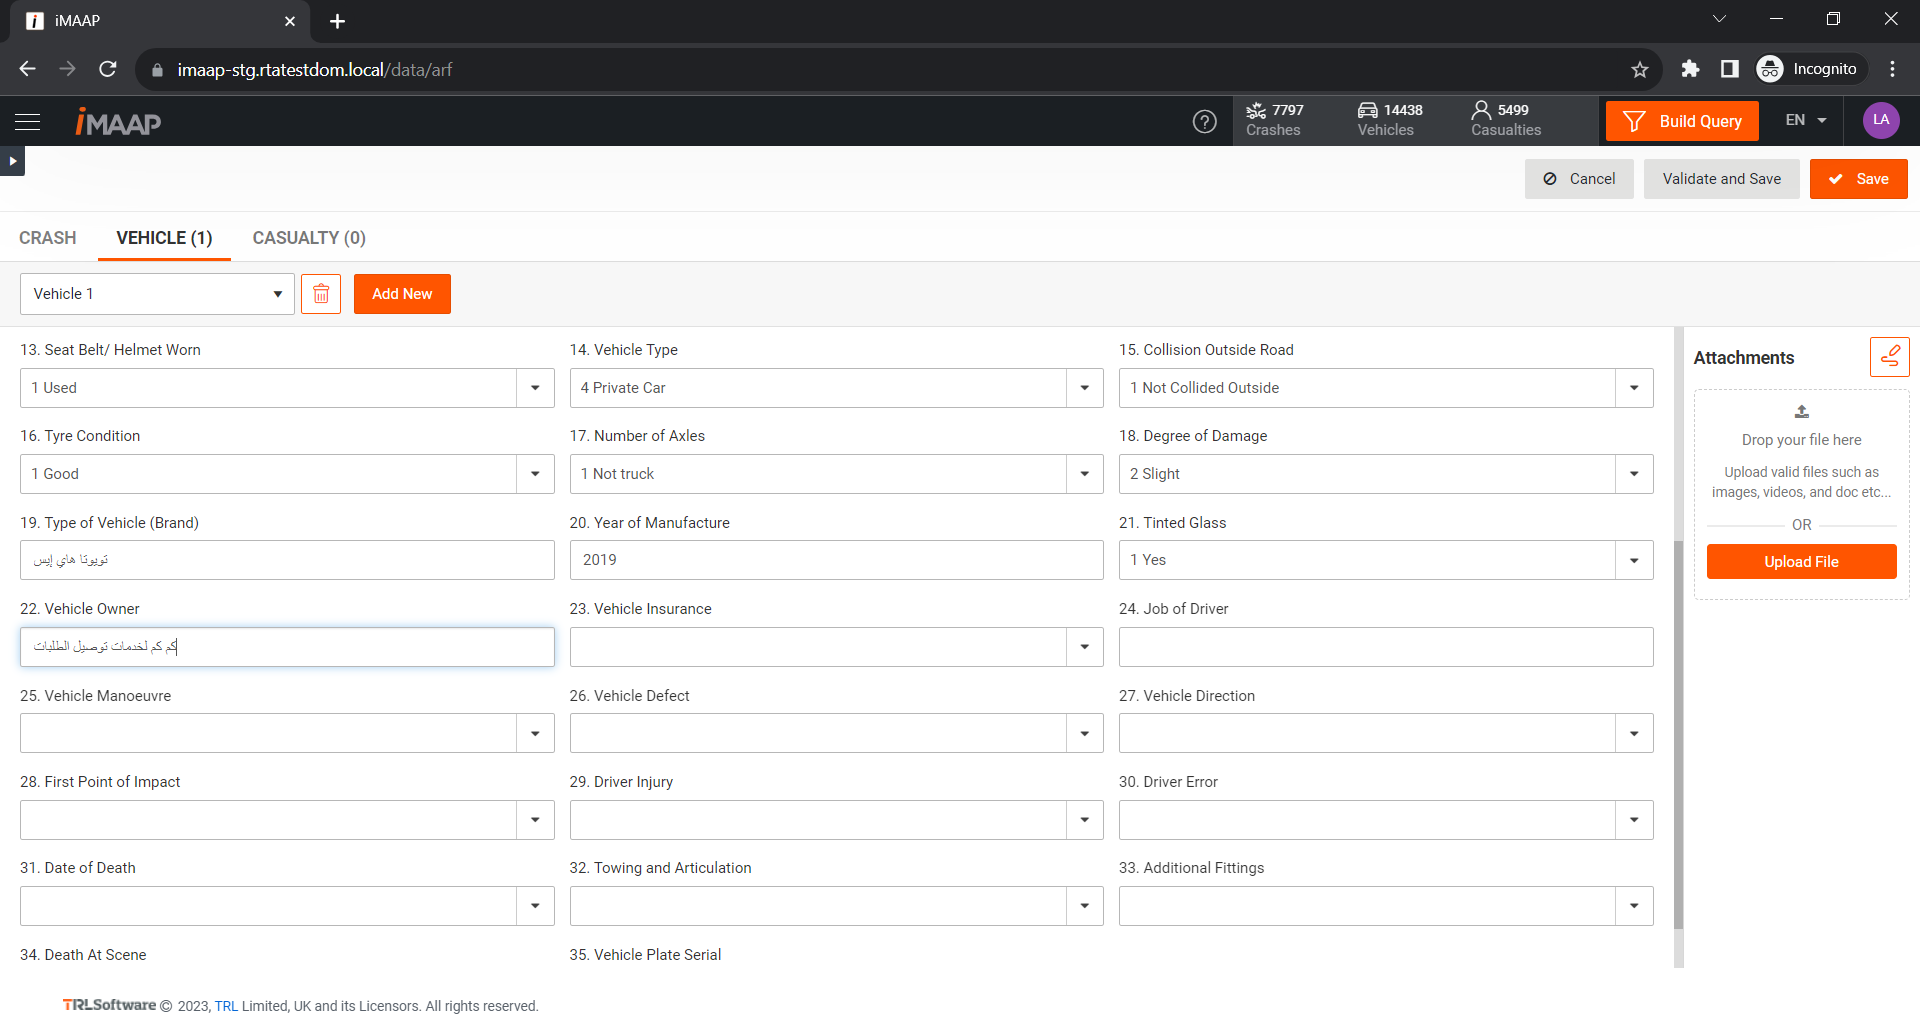 iMAAP
imaap-stg.rtatestdom.local/data/arf
Incognito
iMAAP
7797
Crashes
14438
Vehicles
5499
Casualties
Build Query
EN
LA
Cancel
Validate and Save
Save
CRASH
VEHICLE (1)
CASUALTY (0)
Vehicle 1
Add New
13. Seat Belt/ Helmet Worn
14. Vehicle Type
15. Collision Outside Road
1 Used
4 Private Car
1 Not Collided Outside
16. Tyre Condition
17. Number of Axles
18. Degree of Damage
1 Good
1 Not truck
2 Slight
19. Type of Vehicle (Brand)
20. Year of Manufacture
21. Tinted Glass
تويوتا هاي إيس
2019
1 Yes
22. Vehicle Owner
23. Vehicle Insurance
24. Job of Driver
كم كم لخدمات توصيل الطلبات
25. Vehicle Manoeuvre
26. Vehicle Defect
27. Vehicle Direction
28. First Point of Impact
29. Driver Injury
30. Driver Error
31. Date of Death
32. Towing and Articulation
33. Additional Fittings
34. Death At Scene
35. Vehicle Plate Serial
Attachments
Drop your file here
Upload valid files such as
images, videos, and doc etc...
OR
Upload File
TRLSoftware © 2023, TRL Limited, UK and its Licensors. All rights reserved.